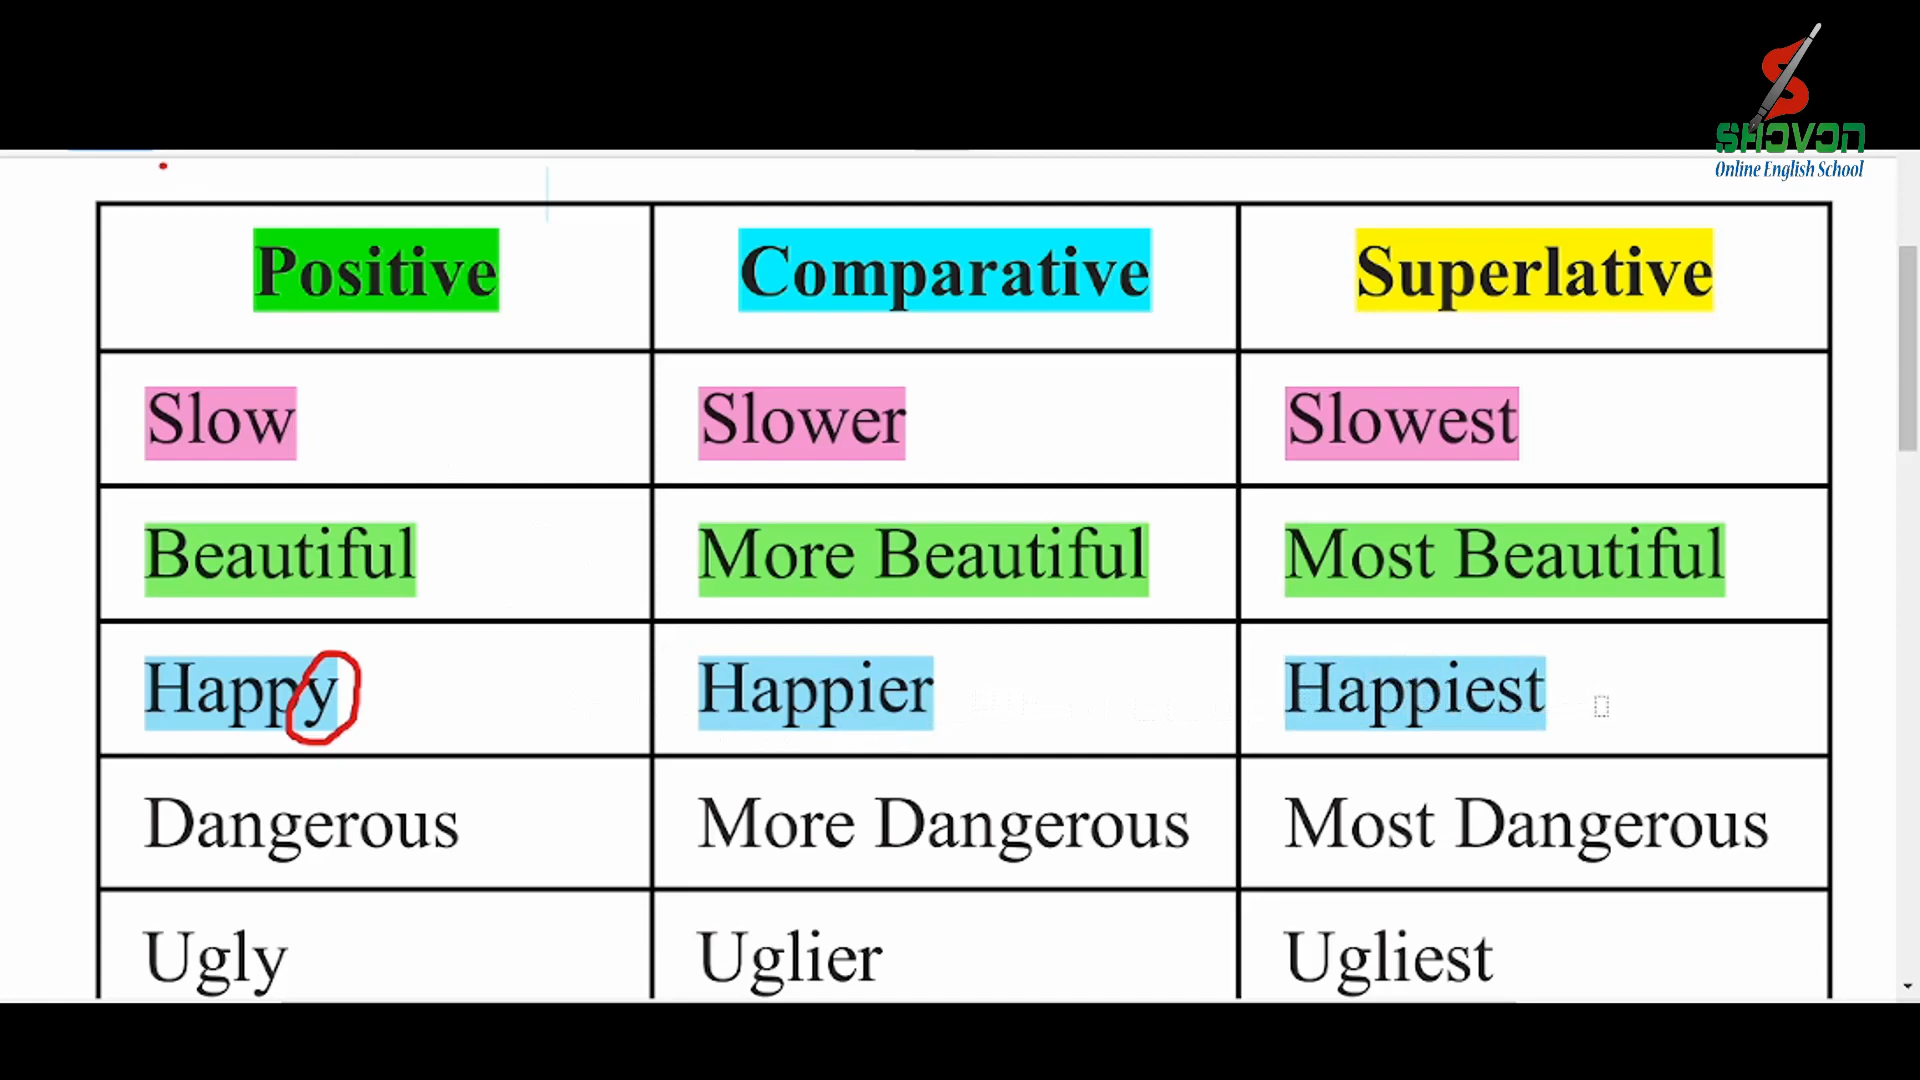 SHOVON
Online English School
Positive Comparative Superlative
Slow Slower Slowest
Beautiful More Beautiful Most Beautiful
Happy Happier Happiest
Dangerous More Dangerous Most Dangerous
Ugly Uglier Ugliest